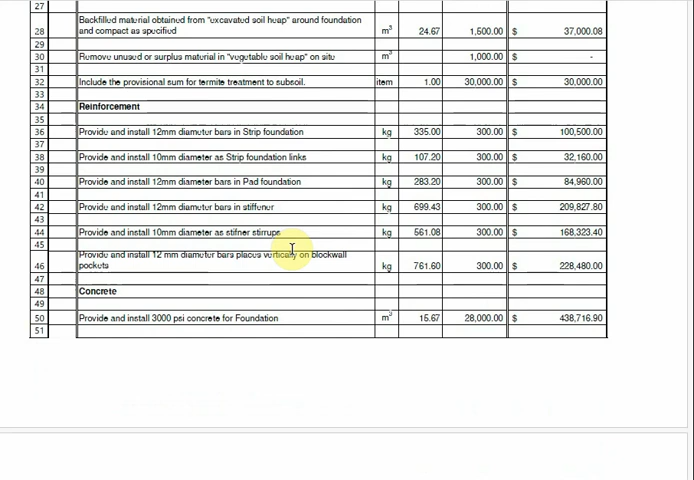 27
28 Backfilled material obtained from "excavated soil heap" around foundation
and compact as specified m³ 24.67 1,500.00 $ 37,000.08
29
30 Remove unused or surplus material in "vegetable soil heap" on site m³ 1,000.00 $ -
31
32 Include the provisional sum for termite treatment to subsoil. item 1.00 30,000.00 $ 30,000.00
33
34 Reinforcement
35
36 Provide and install 12mm diameter bars in Strip foundation kg 335.00 300.00 $ 100,500.00
37
38 Provide and install 10mm diameter as Strip foundation links kg 107.20 300.00 $ 32,160.00
39
40 Provide and install 12mm diameter bars in Pad foundation kg 283.20 300.00 $ 84,960.00
41
42 Provide and install 12mm diameter bars in stiffener kg 699.43 300.00 $ 209,827.80
43
44 Provide and install 10mm diameter as stifner stirrups kg 561.08 300.00 $ 168,323.40
45
Provide and install 12 mm diameter bars places vertically on blockwall
46 pockets kg 761.60 300.00 $ 228,480.00
47
48 Concrete
49
50 Provide and install 3000 psi concrete for Foundation m³ 15.67 28,000.00 $ 438,716.90
51